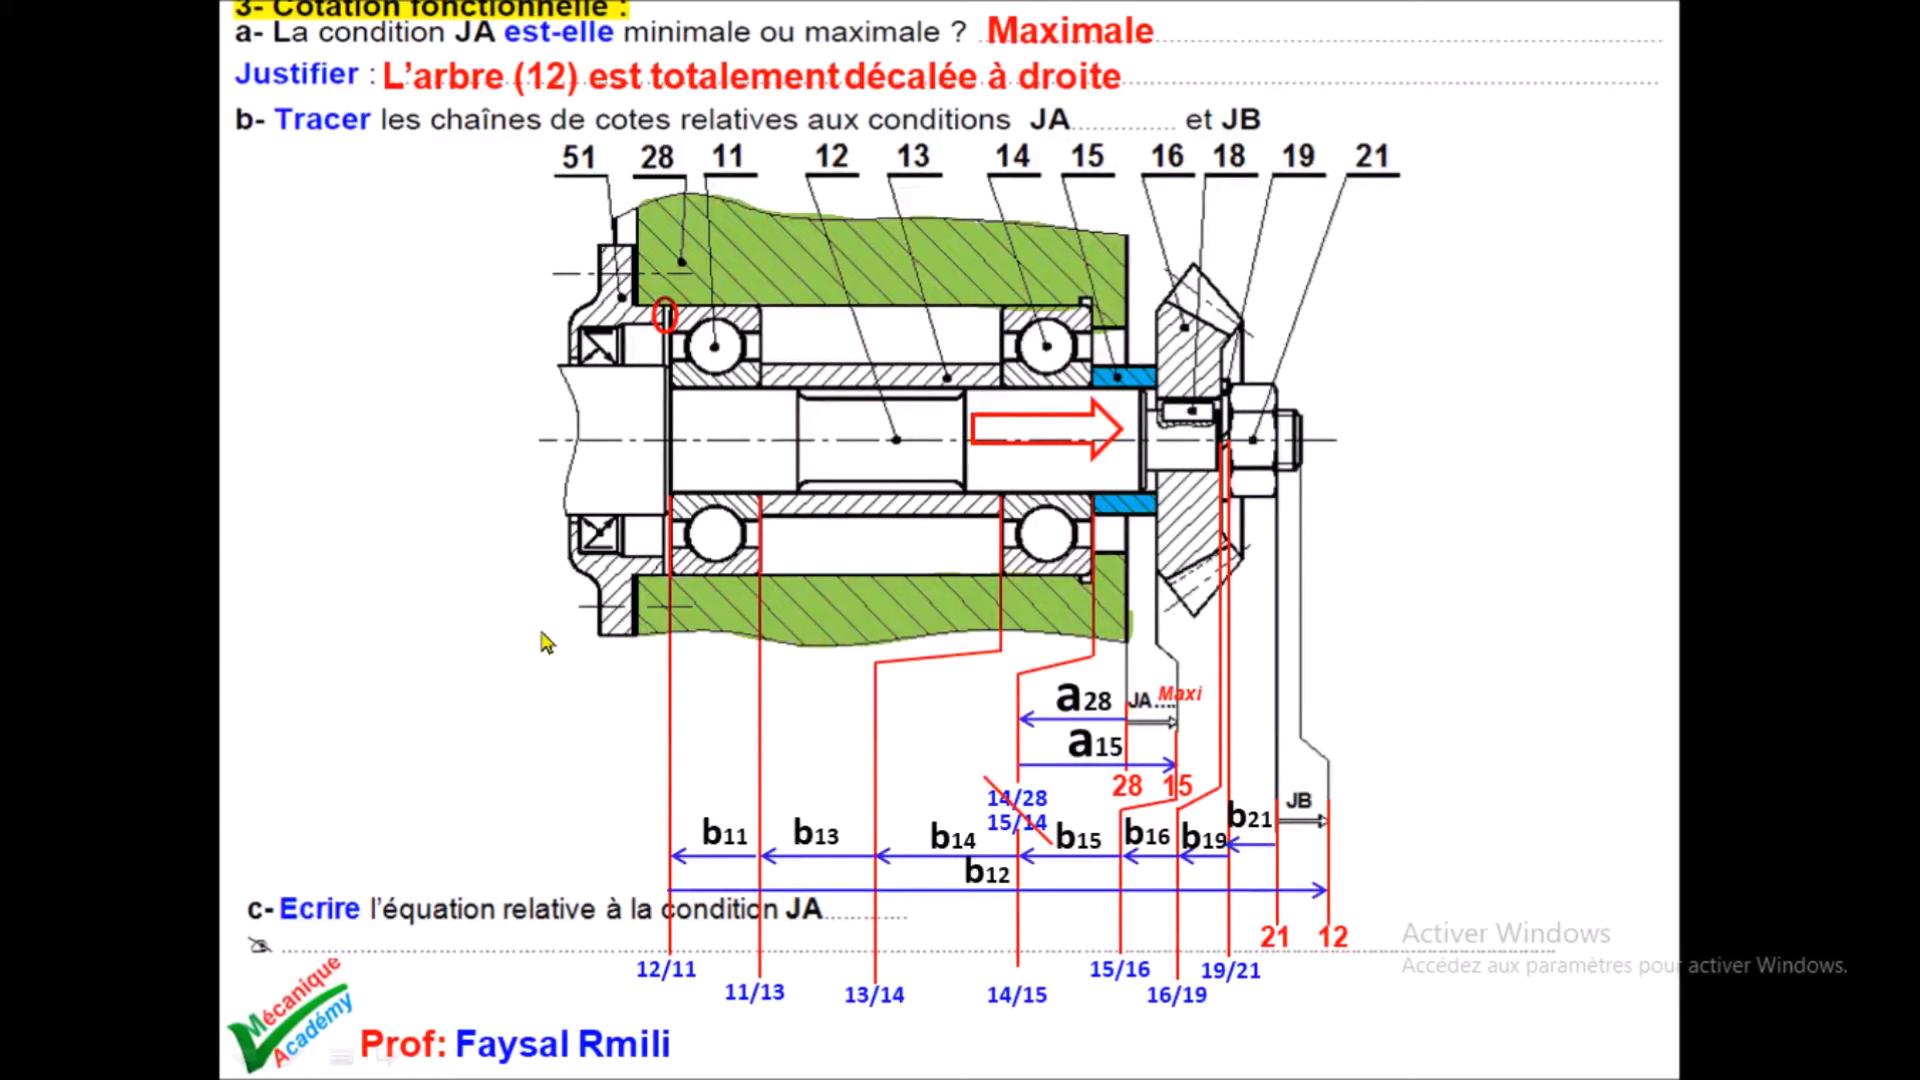 3- Cotation fonctionnelle :
a- La condition JA est-elle minimale ou maximale ? Maximale
Justifier : L'arbre (12) est totalement décalée à droite
b- Tracer les chaînes de cotes relatives aux conditions JA.............. et JB
51 28 11 12 13 14 15 16 18 19 21
a28 JA.... Maxi
a15
28 15
14/28
15/14
JB
b21
b11 b13 b14 b15 b16 b19
b12
c- Ecrire l'équation relative à la condition JA............
21 12
Activer Windows
Accédez aux paramètres pour activer Windows.
12/11 11/13 13/14 14/15 15/16 16/19 19/21
Mécanique
Académy
Prof: Faysal Rmili